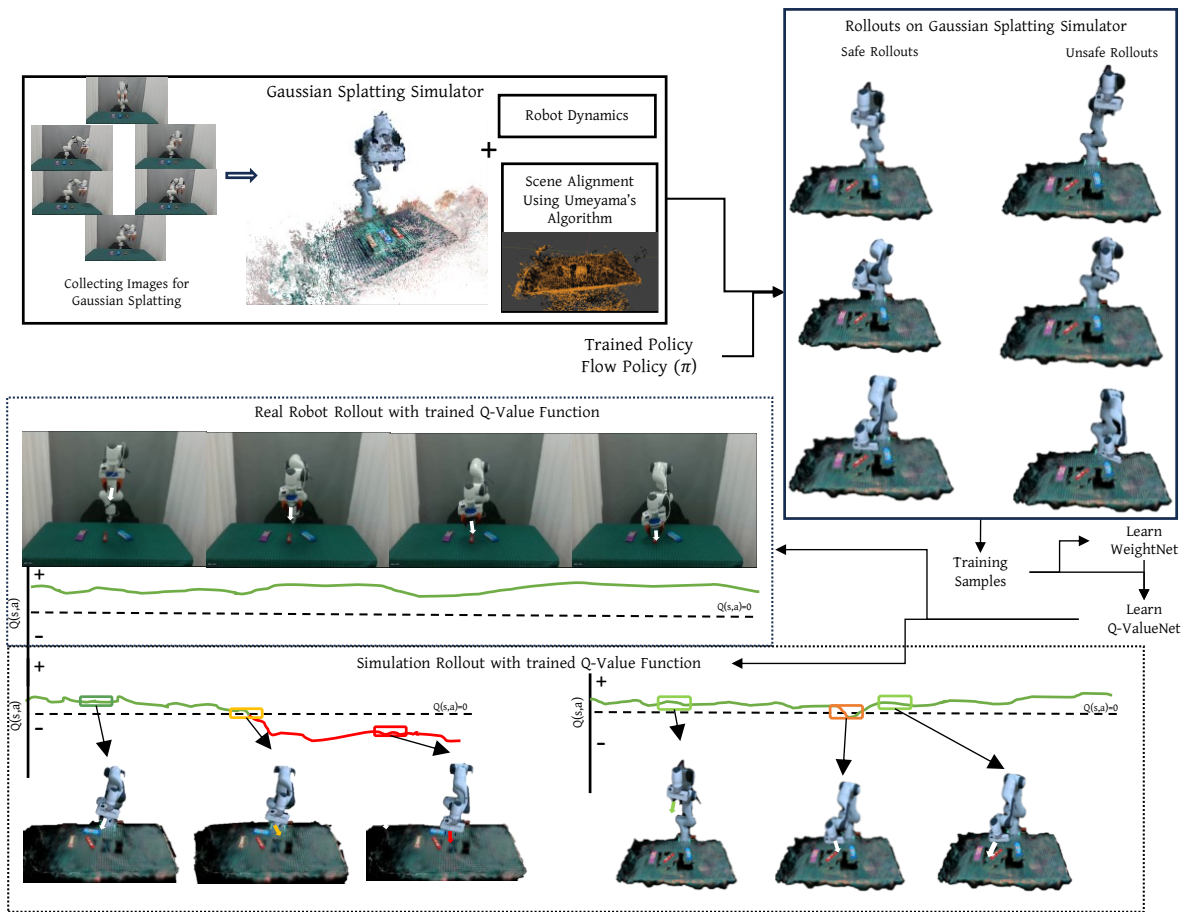 Rollouts on Gaussian Splatting Simulator
Safe Rollouts
Unsafe Rollouts
Gaussian Splatting Simulator
+
Robot Dynamics
Scene Alignment
Using Umeyama's
Algorithm
Collecting Images for
Gaussian Splatting
Trained Policy
Flow Policy (π)
Real Robot Rollout with trained Q-Value Function
+
Q(s,a)
Q(s,a)=0
-
Training
Samples
Learn
WeightNet
Learn
Q-ValueNet
Simulation Rollout with trained Q-Value Function
+
Q(s,a)
Q(s,a)=0
-
+
Q(s,a)
Q(s,a)=0
-